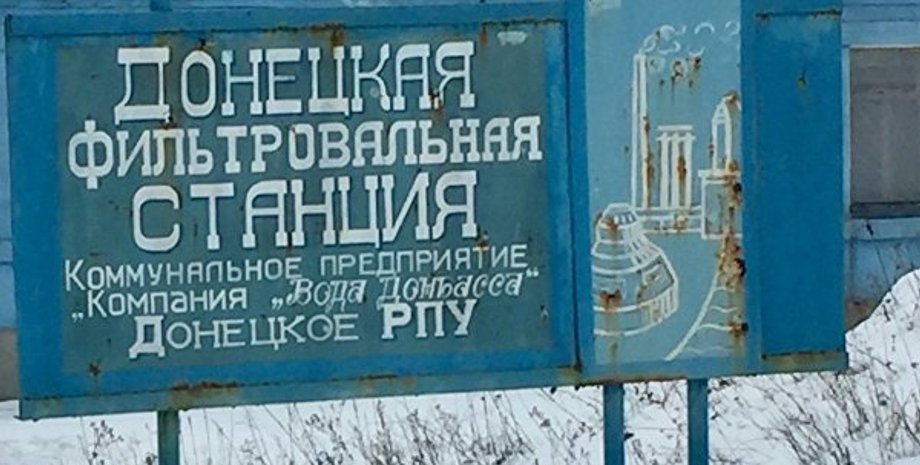 ДОНЕЦКАЯ
ФИЛЬТРОВАЛЬНАЯ
СТАНЦИЯ
КОММУНАЛЬНОЕ ПРЕДПРИЯТИЕ
„КОМПАНИЯ „Вода Донбасса“
ДОНЕЦКОЕ РПУ